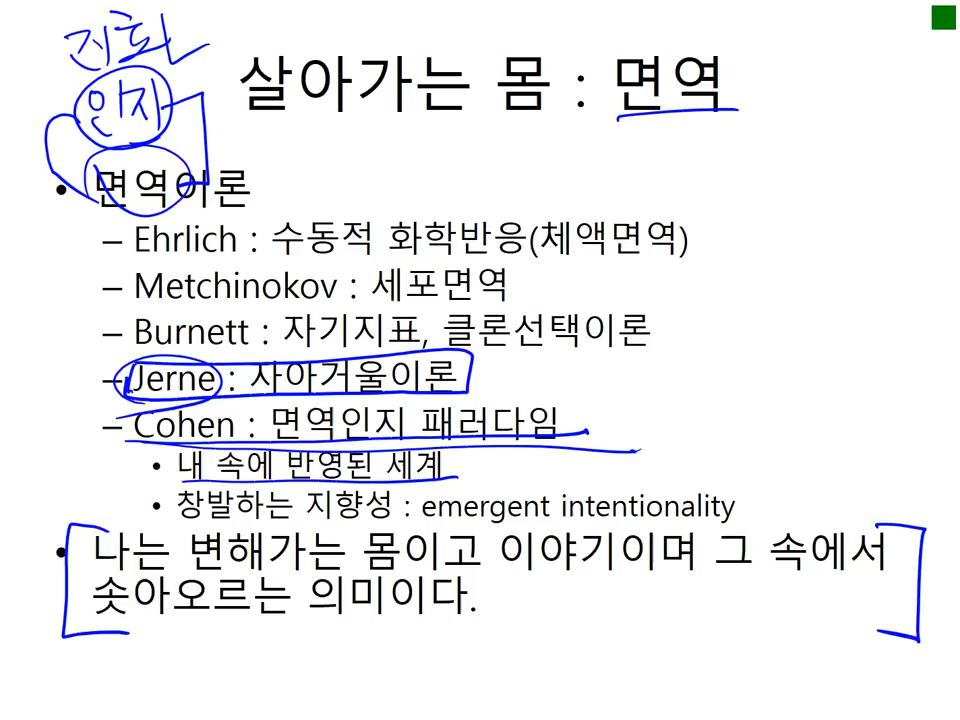 진화
인지
살아가는 몸 : 면역
• 면역이론
– Ehrlich : 수동적 화학반응(체액면역)
– Metchinokov : 세포면역
– Burnett : 자기지표, 클론선택이론
– Jerne : 사아거울이론
– Cohen : 면역인지 패러다임
• 내 속에 반영된 세계
• 창발하는 지향성 : emergent intentionality
• 나는 변해가는 몸이고 이야기이며 그 속에서
솟아오르는 의미이다.